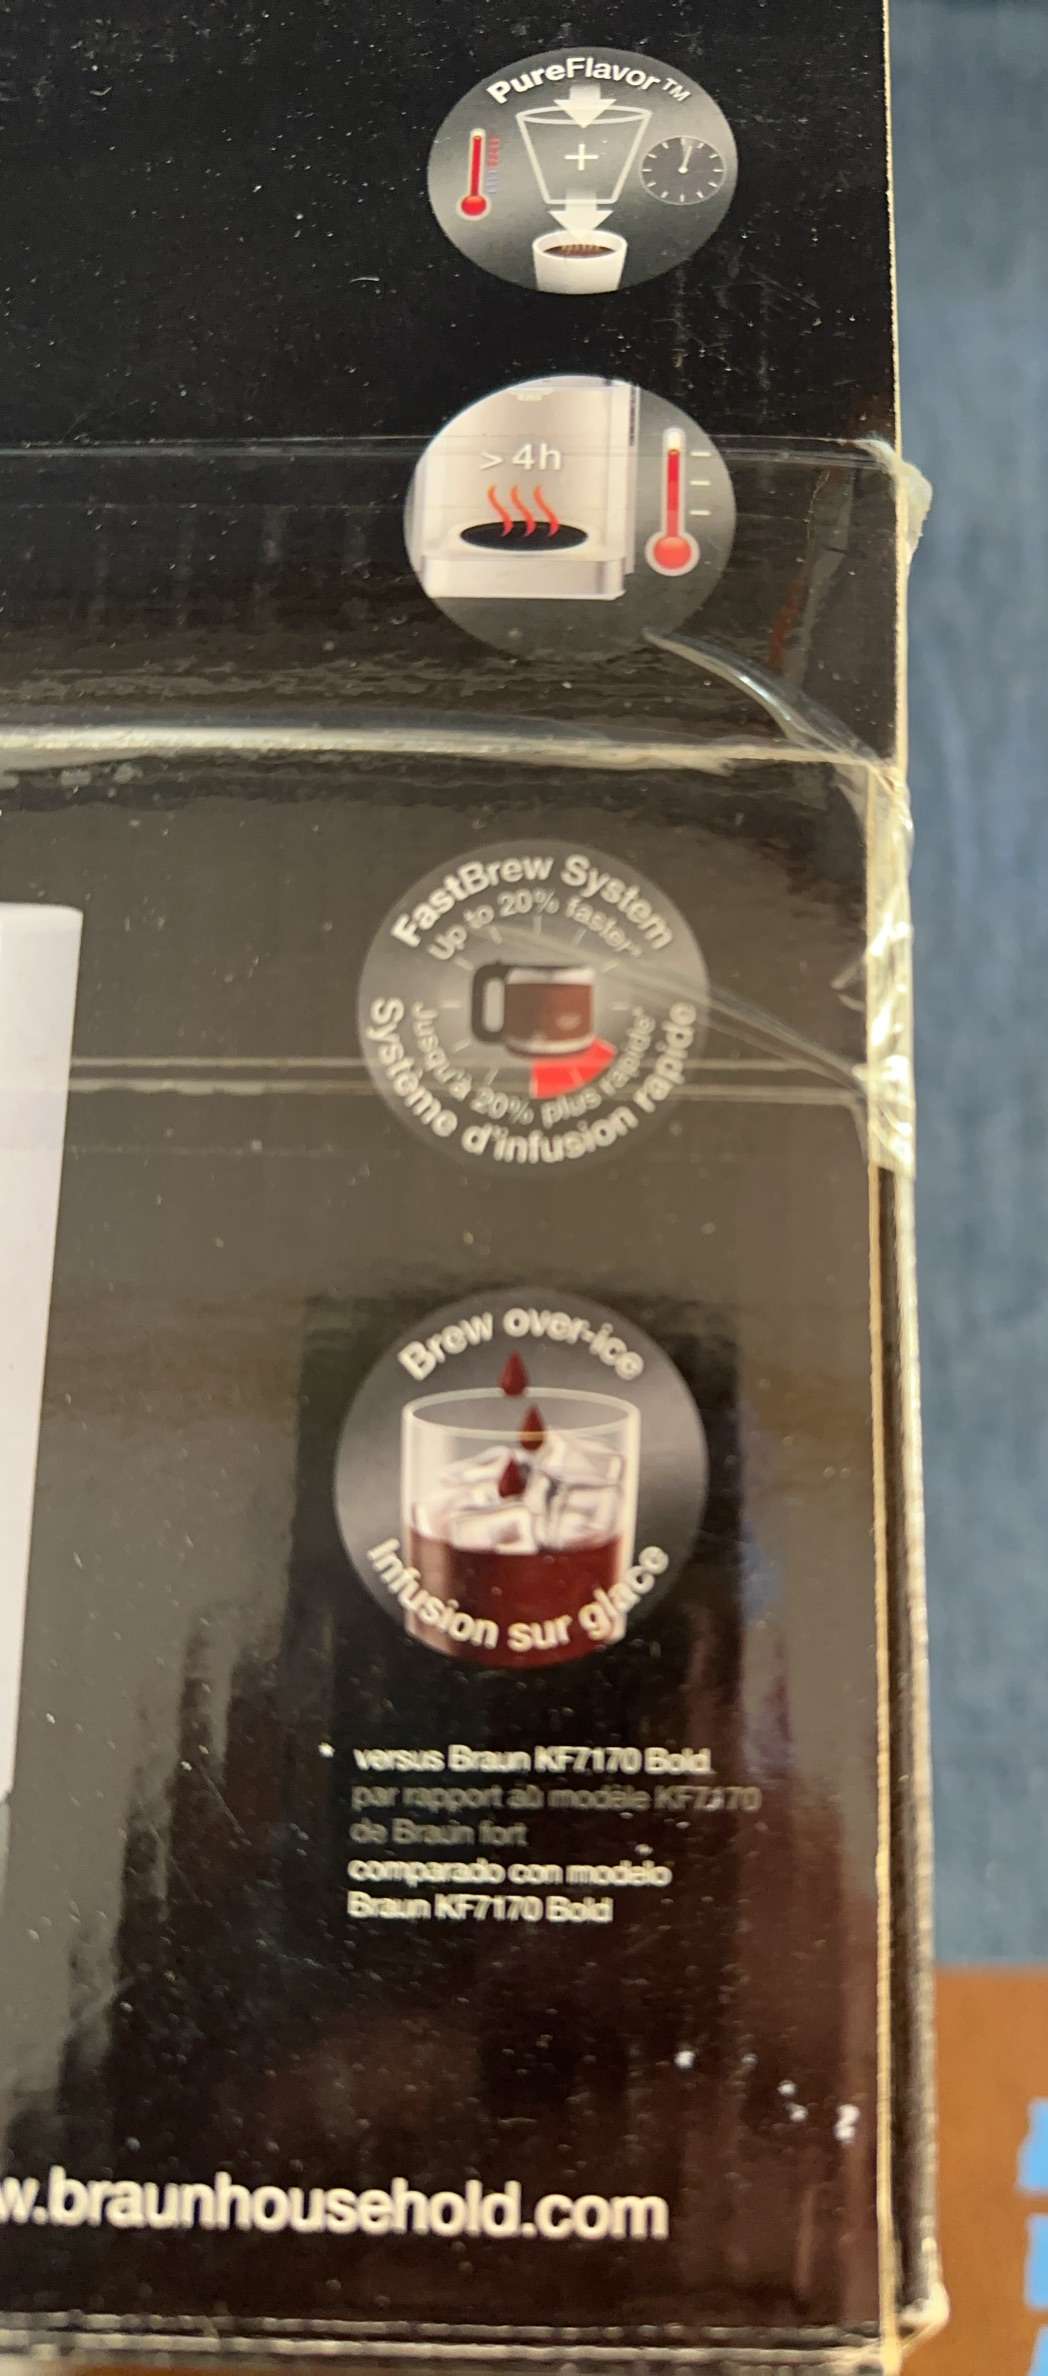 PureFlavor™
+
> 4h
FastBrew System
Up to 20% faster*
Jusqu'à 20% plus rapide*
Système d'infusion rapide
Brew over-ice
Infusion sur glace
* versus Braun KF7170 Bold
par rapport au modèle KF7170
de Braun fort
comparado con modelo
Braun KF7170 Bold
w.braunhousehold.com